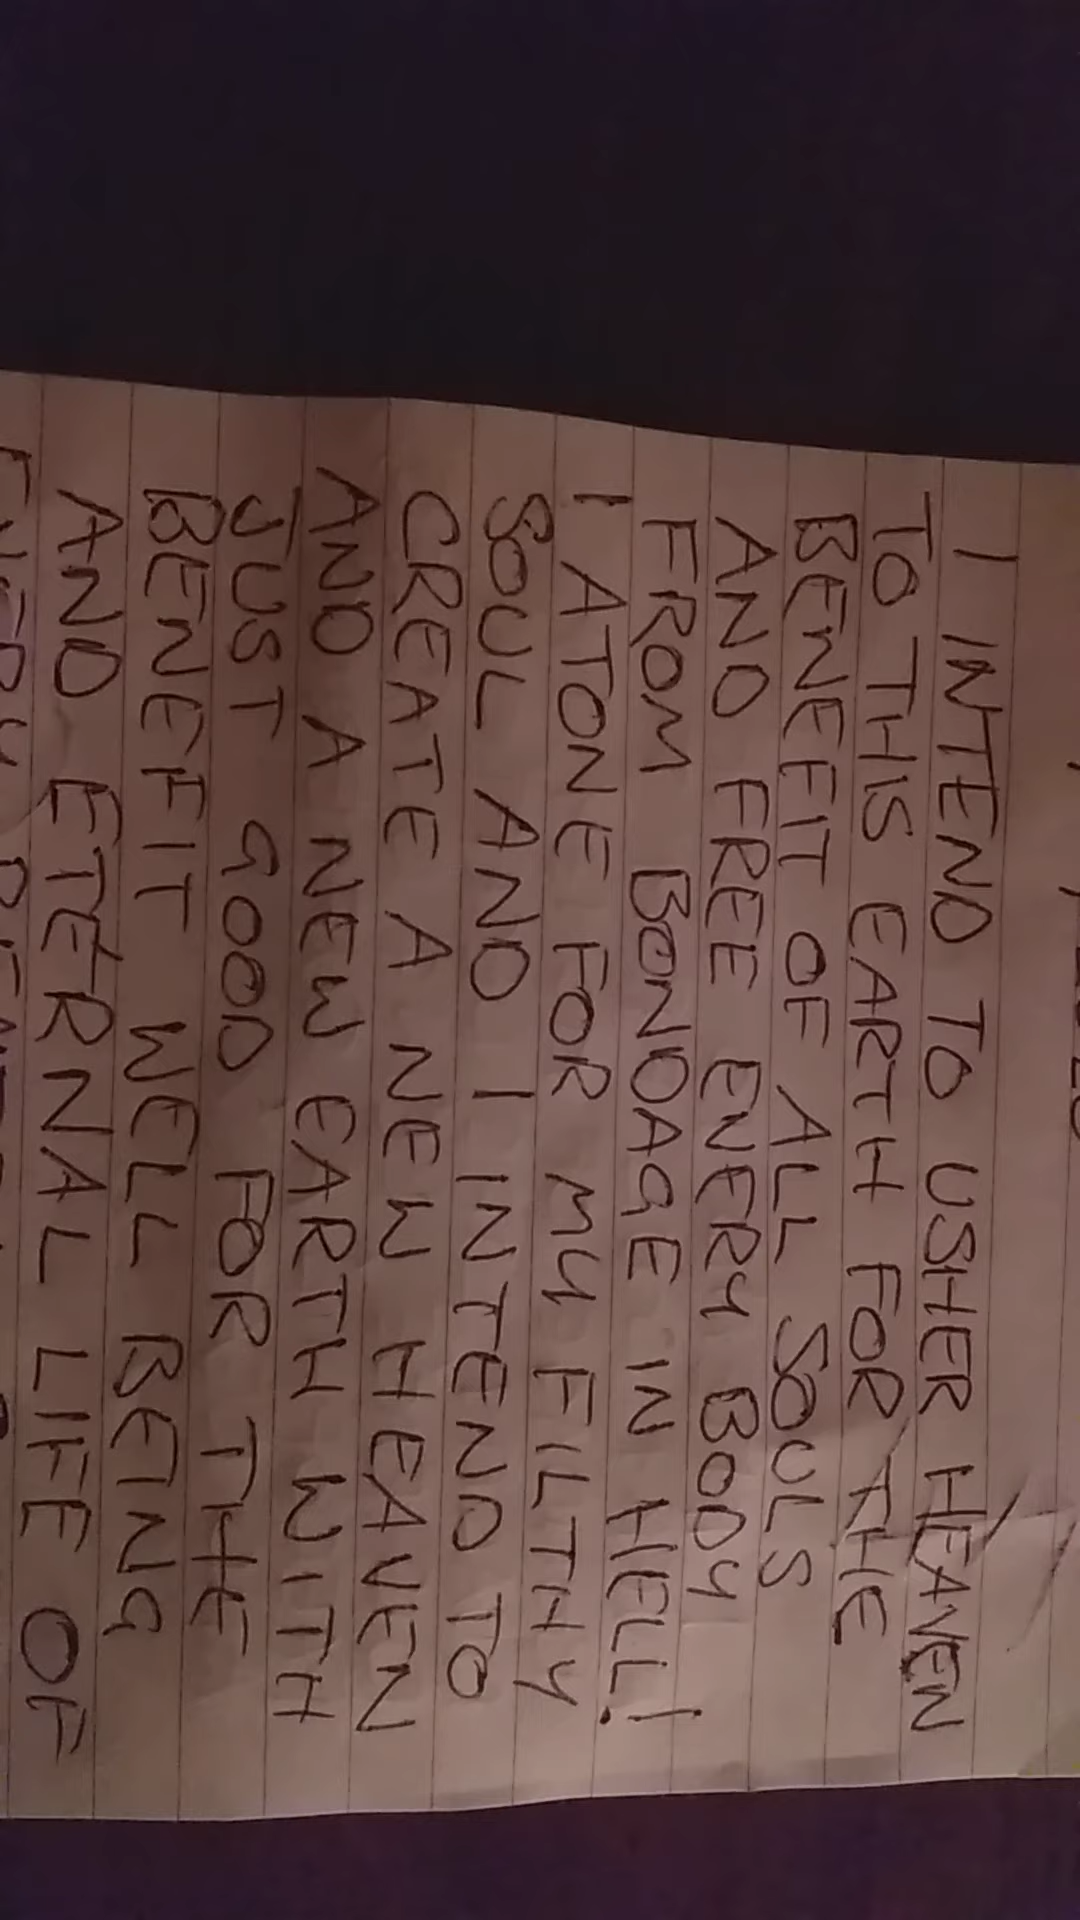 I INTEND TO USHER HEAVEN
TO THIS EARTH FOR THE
BENEFIT OF ALL SOULS
AND FREE EVERY BODY
FROM BONDAGE IN HELL!
I ATONE FOR MY FILTHY
SOUL AND I INTEND TO
CREATE A NEW HEAVEN
AND A NEW EARTH WITH
JUST GOOD FOR THE
BENEFIT WELL BEING
AND ETERNAL LIFE OF